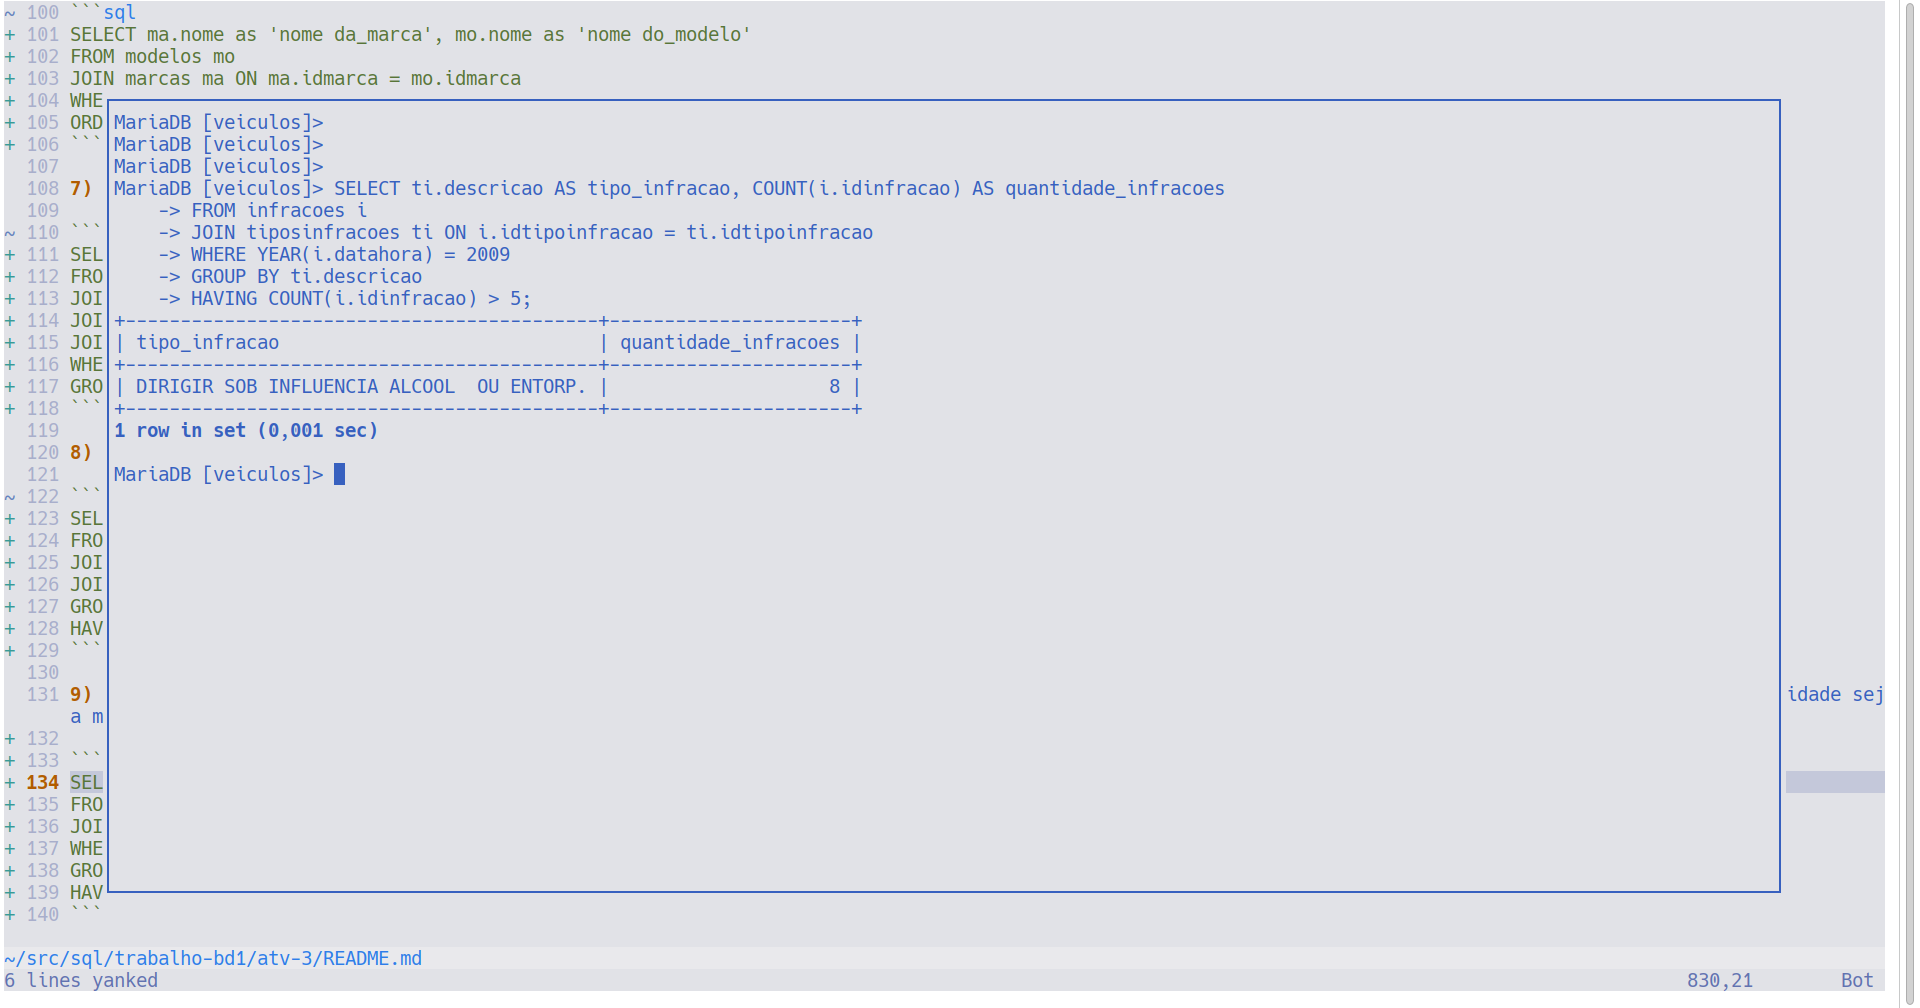 ~ 100 ```sql
+ 101 SELECT ma.nome as 'nome da_marca', mo.nome as 'nome do_modelo'
+ 102 FROM modelos mo
+ 103 JOIN marcas ma ON ma.idmarca = mo.idmarca
+ 104 WHE
+ 105 ORD MariaDB [veiculos]>
+ 106 ``` MariaDB [veiculos]>
107 MariaDB [veiculos]>
108 7) MariaDB [veiculos]> SELECT ti.descricao AS tipo_infracao, COUNT(i.idinfracao) AS quantidade_infracoes
109 -> FROM infracoes i
~ 110 ``` -> JOIN tiposinfracoes ti ON i.idtiposinfracao = ti.idtipoinfracao
+ 111 SEL -> WHERE YEAR(i.datahora) = 2009
+ 112 FRO -> GROUP BY ti.descricao
+ 113 JOI -> HAVING COUNT(i.idinfracao) > 5;
+ 114 JOI +-------------------------------------------+----------------------+
+ 115 JOI | tipo_infracao | quantidade_infracoes |
+ 116 WHE +-------------------------------------------+----------------------+
+ 117 GRO | DIRIGIR SOB INFLUENCIA ALCOOL  OU ENTORP. | 8 |
+ 118 ``` +-------------------------------------------+----------------------+
119 1 row in set (0,001 sec)
120 8)
121 MariaDB [veiculos]>
~ 122 ```
+ 123 SEL
+ 124 FRO
+ 125 JOI
+ 126 JOI
+ 127 GRO
+ 128 HAV
+ 129 ```
130
131 9) idade sej
a m
+ 132
+ 133 ```
+ 134 SEL
+ 135 FRO
+ 136 JOI
+ 137 WHE
+ 138 GRO
+ 139 HAV
+ 140 ```
~/src/sql/trabalho-bd1/atv-3/README.md
6 lines yanked 830,21 Bot